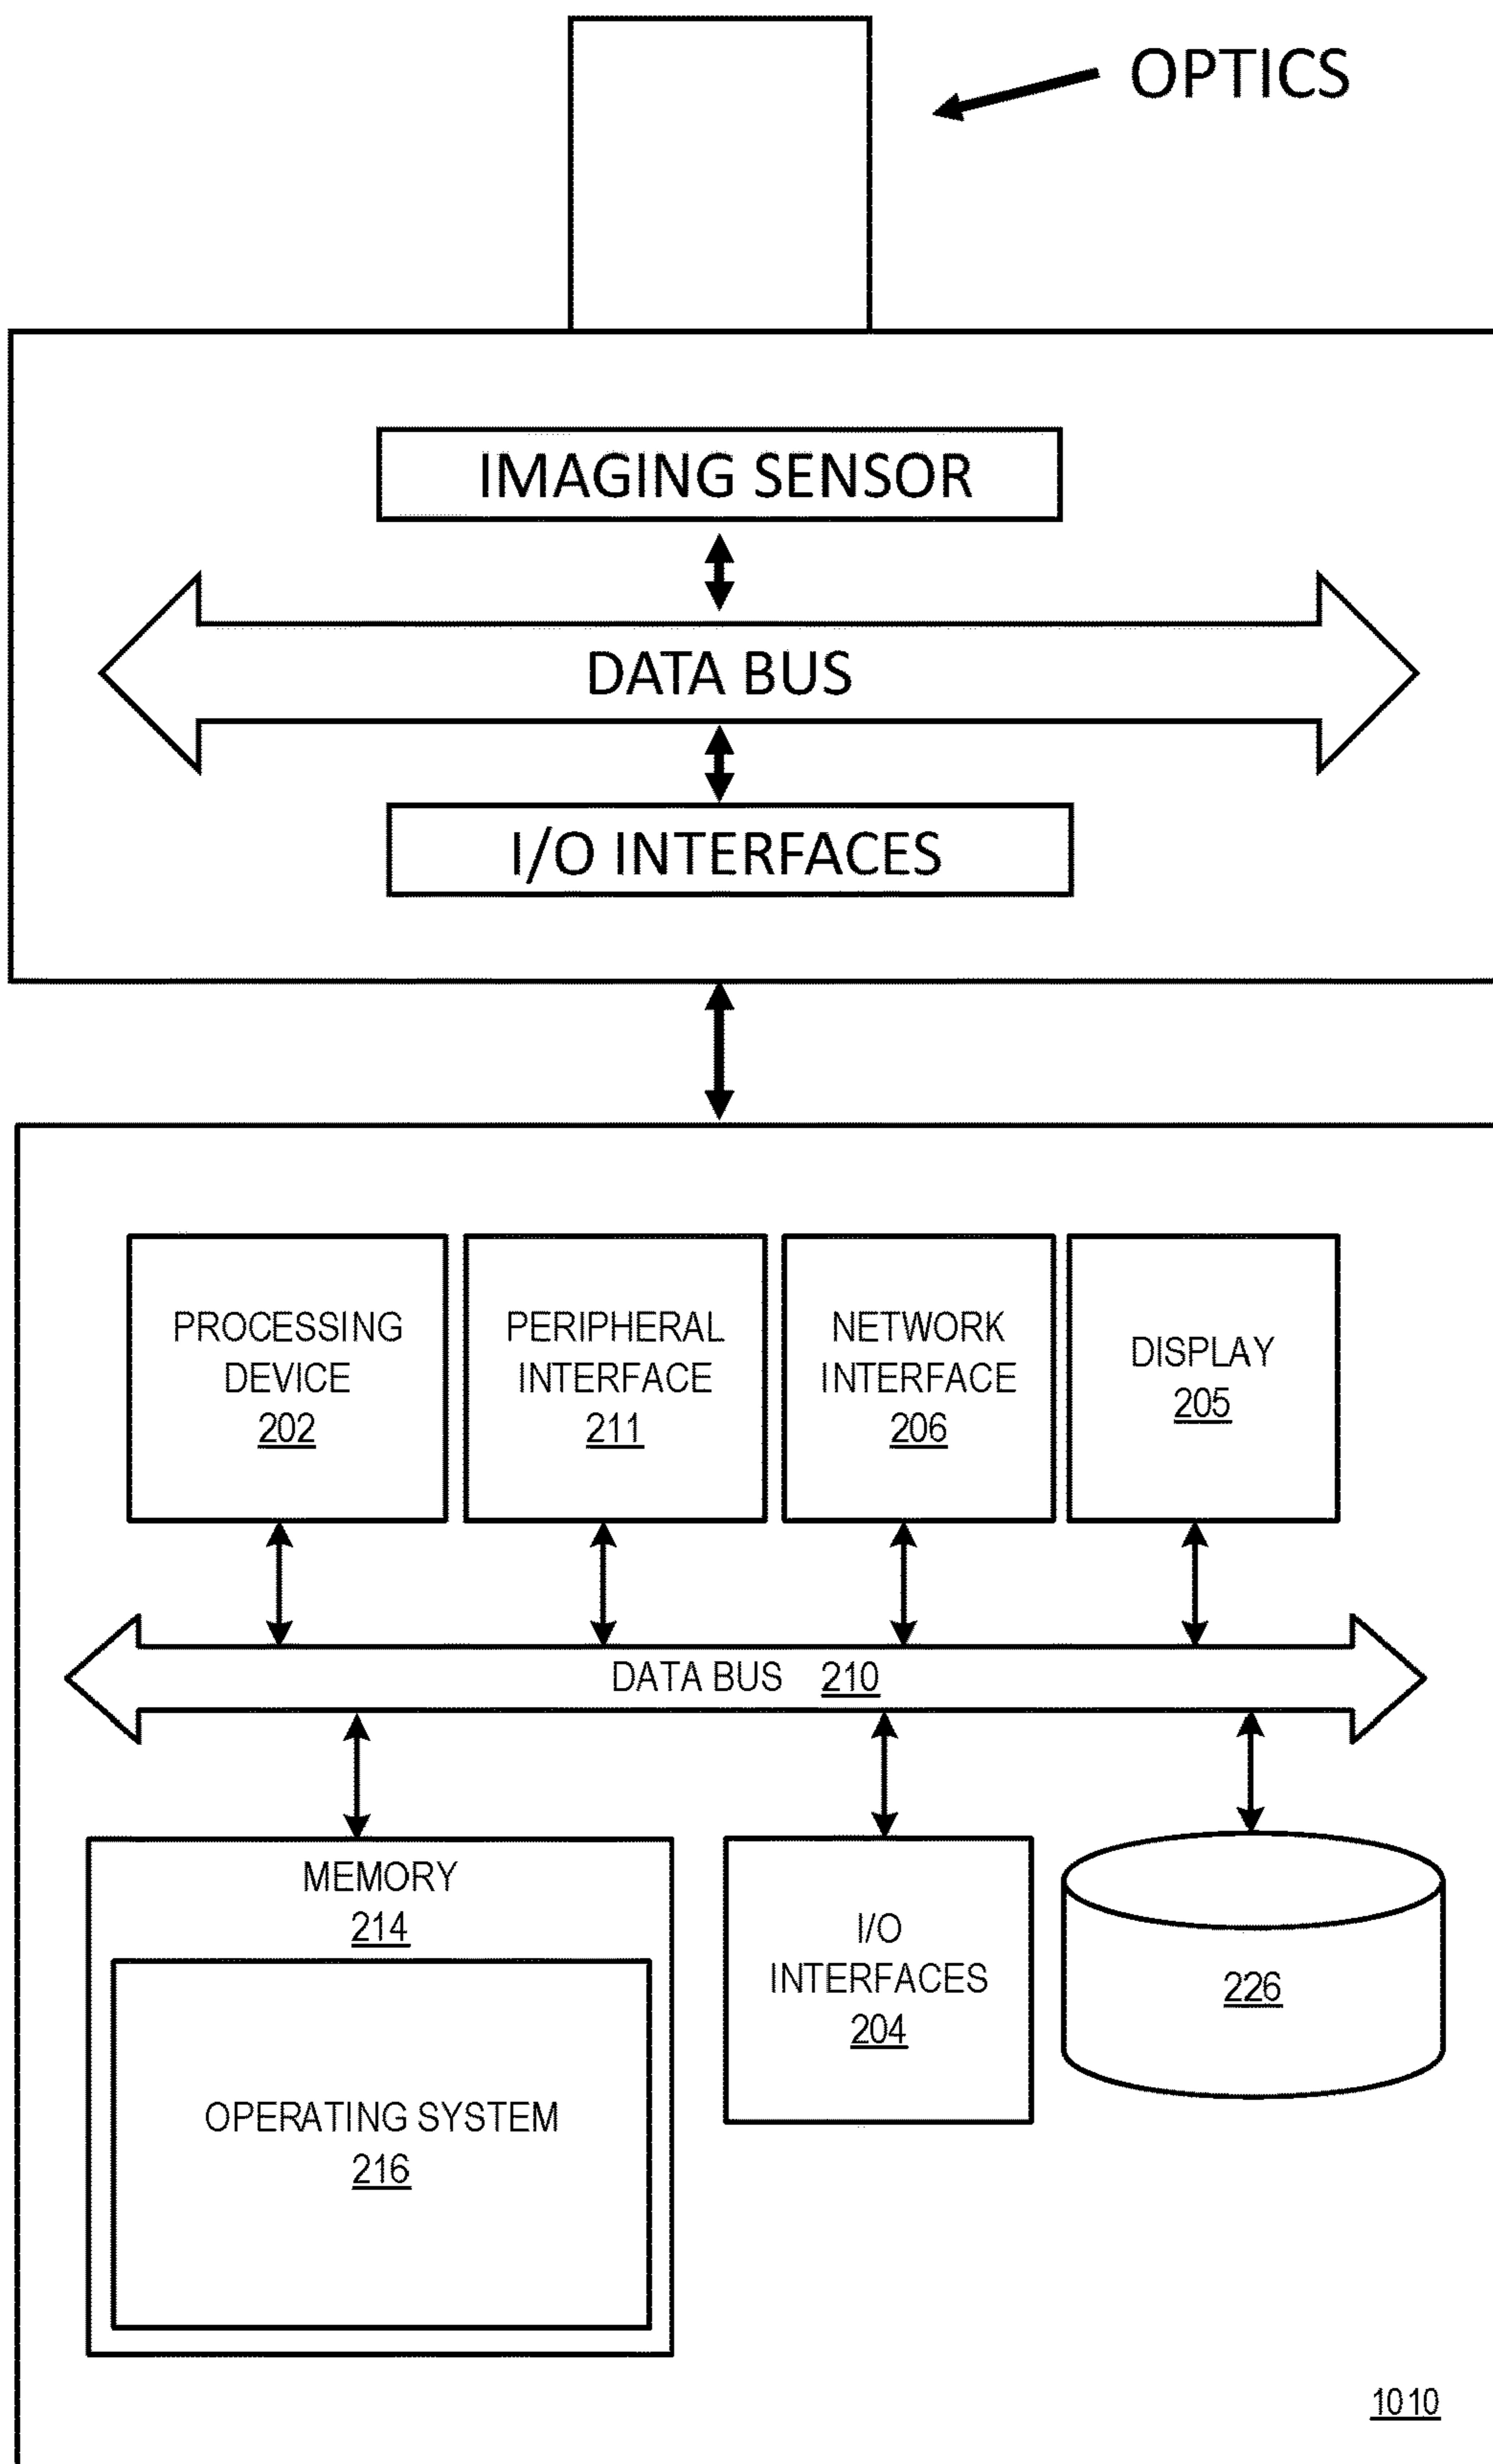 OPTICS
IMAGING SENSOR
DATA BUS
I/O INTERFACES
PROCESSING
DEVICE
202
PERIPHERAL
INTERFACE
211
NETWORK
INTERFACE
206
DISPLAY
205
DATA BUS 210
MEMORY
214
OPERATING SYSTEM
216
I/O
INTERFACES
204
226
1010